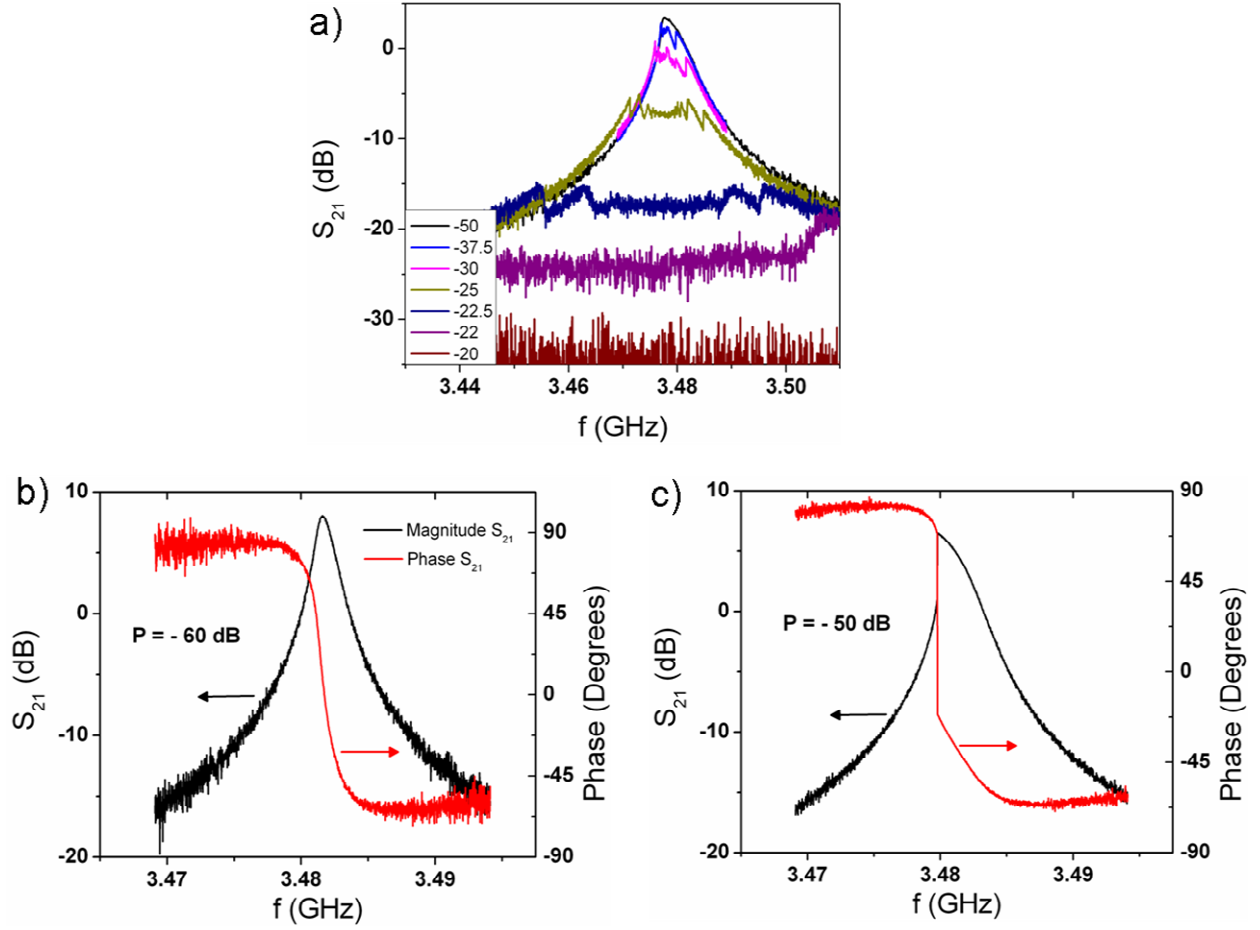 a)
0
-10
-20
-30
S21 (dB)
-50
-37.5
-30
-25
-22.5
-22
-20
3.44
3.46
3.48
3.50
f (GHz)
b)
10
0
-10
-20
S21 (dB)
Magnitude S21
Phase S21
P = - 60 dB
90
45
0
-45
-90
Phase (Degrees)
3.47
3.48
3.49
f (GHz)
c)
10
0
-10
-20
S21 (dB)
P = - 50 dB
90
45
0
-45
-90
Phase (Degrees)
3.47
3.48
3.49
f (GHz)